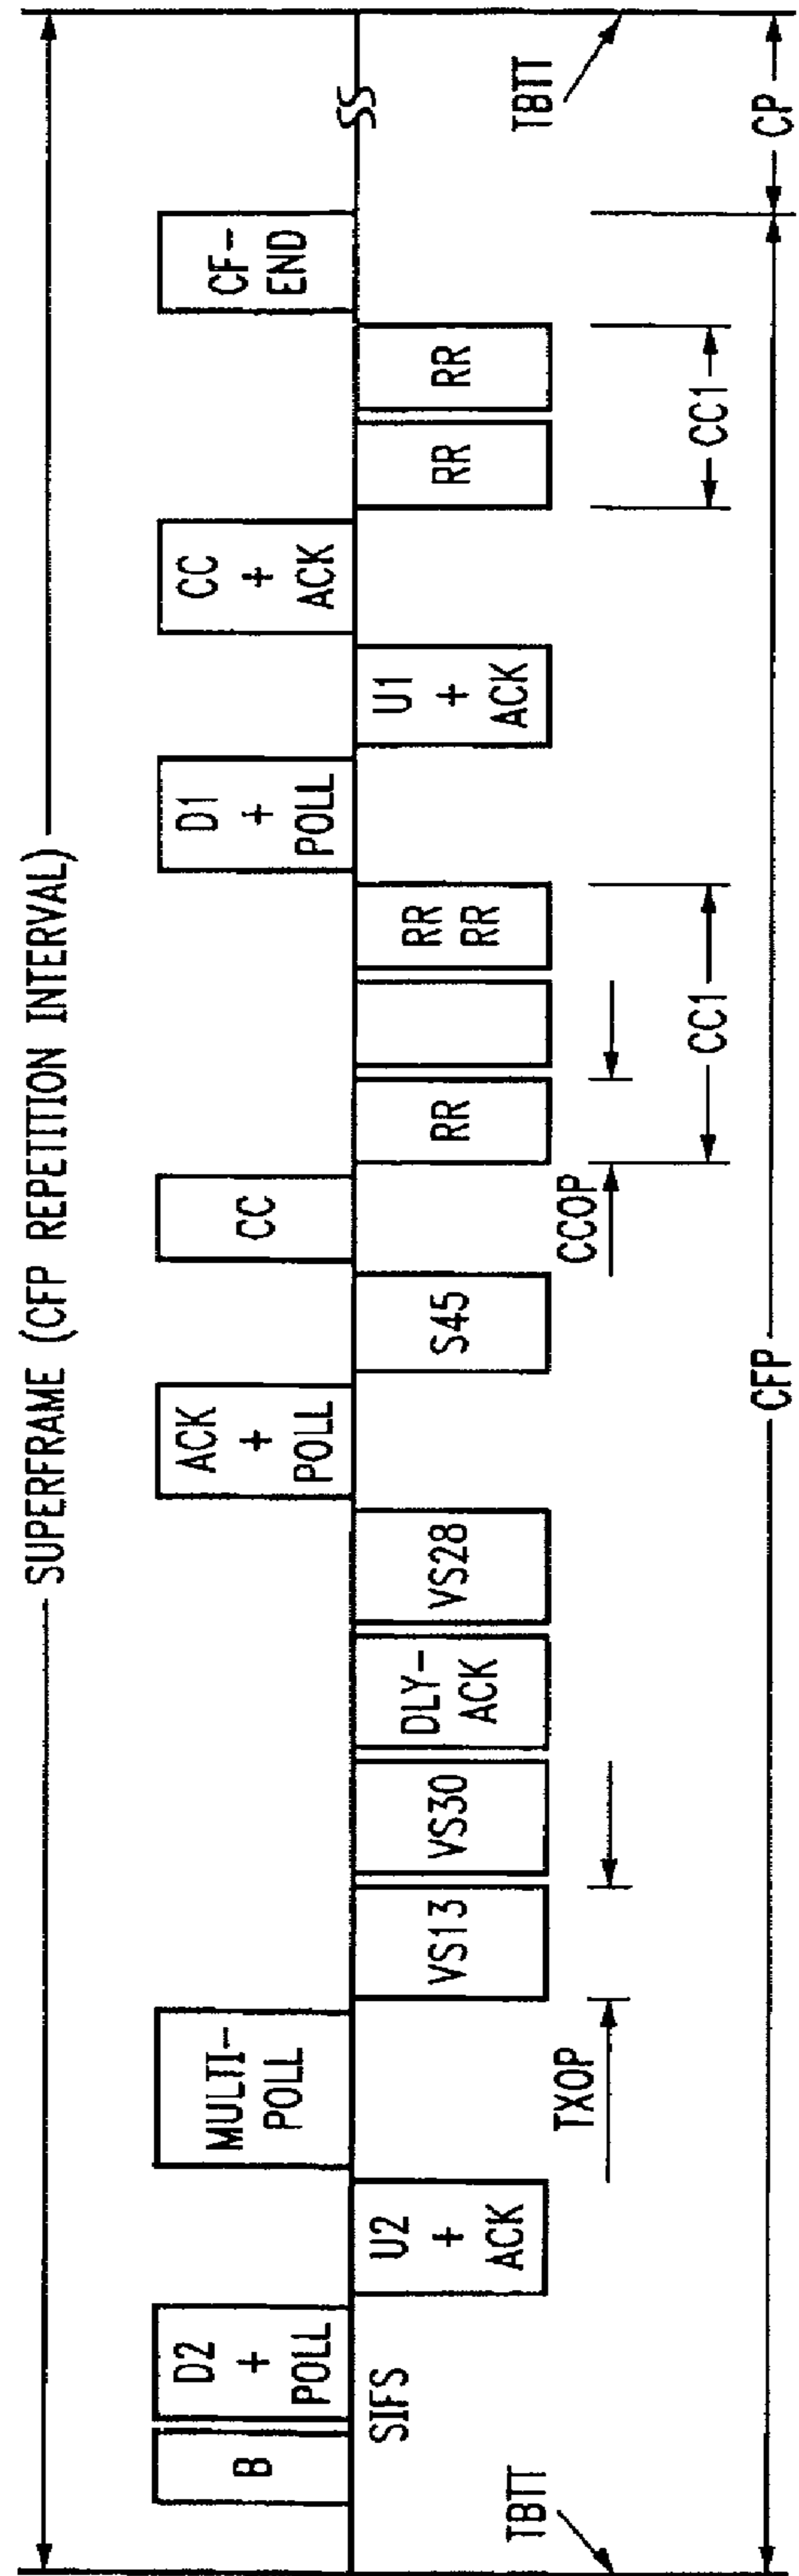 SUPERFRAME (CFP REPETITION INTERVAL)
B
D2
+
POLL
MULTI-
POLL
ACK
+
POLL
CC
D1
+
POLL
CC
+
ACK
CF-
END
SIFS
U2
+
ACK
VS13
VS30
DLY-
ACK
VS28
S45
RR
RR
RR
U1
+
ACK
RR
RR
TBTT
TXOP
CCOP
TBTT
CC1
CC1
CFP
CP